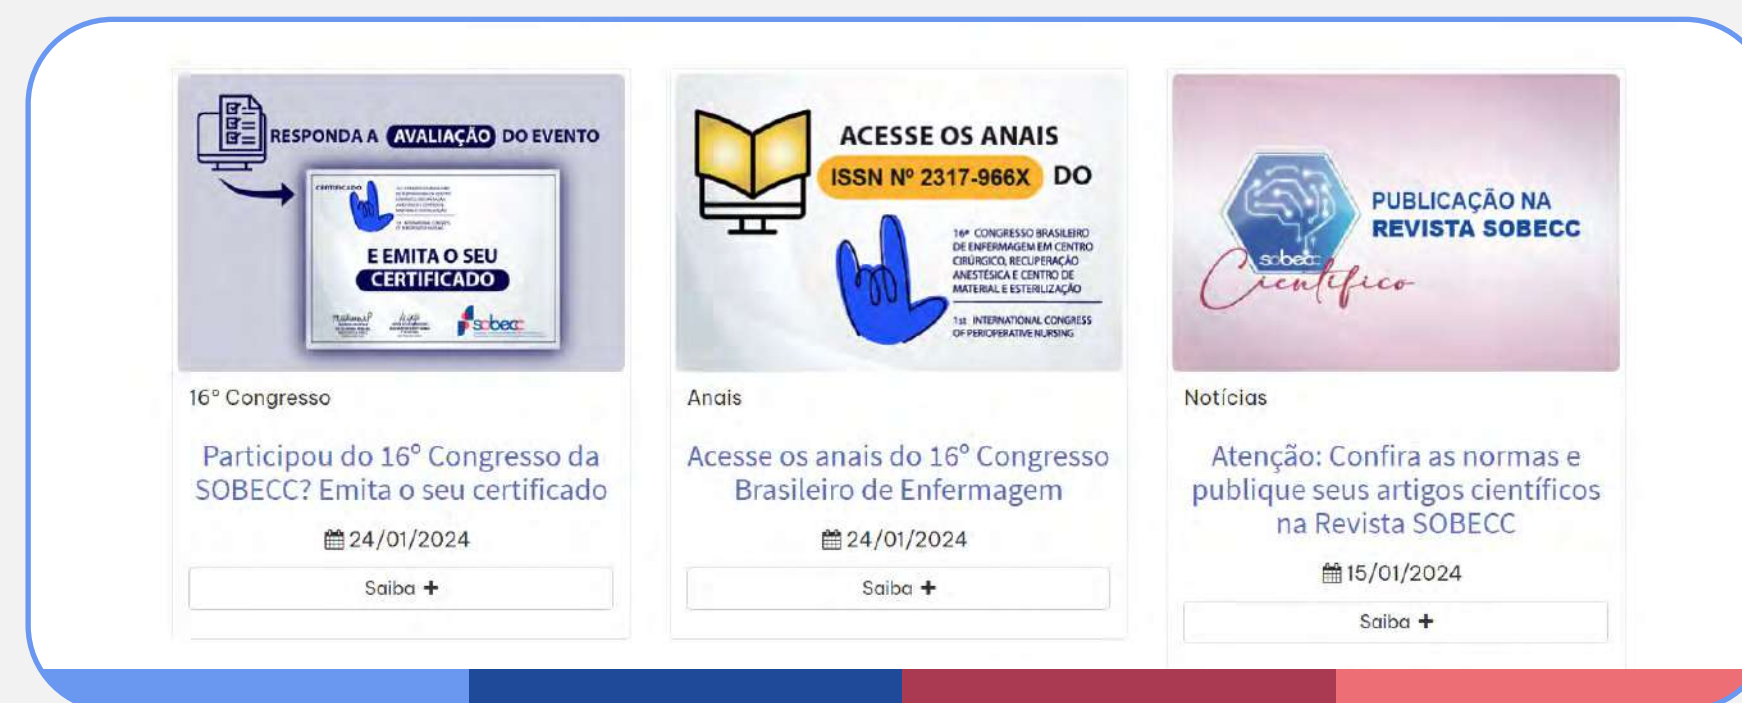 RESPONDA A AVALIAÇÃO DO EVENTO
CERTIFICADO
E EMITA O SEU
CERTIFICADO
sobecc
16° Congresso
Participou do 16° Congresso da
SOBECC? Emita o seu certificado
24/01/2024
Saiba +
ACESSE OS ANAIS
ISSN Nº 2317-966X DO
16º CONGRESSO BRASILEIRO
DE ENFERMAGEM EM CENTRO
CIRÚRGICO, RECUPERAÇÃO
ANESTÉSICA E CENTRO DE
MATERIAL E ESTERILIZAÇÃO
1st INTERNATIONAL CONGRESS
OF PERIOPERATIVE NURSING
Anais
Acesse os anais do 16° Congresso
Brasileiro de Enfermagem
24/01/2024
Saiba +
sobecc
Científico
PUBLICAÇÃO NA
REVISTA SOBECC
Notícias
Atenção: Confira as normas e
publique seus artigos científicos
na Revista SOBECC
15/01/2024
Saiba +